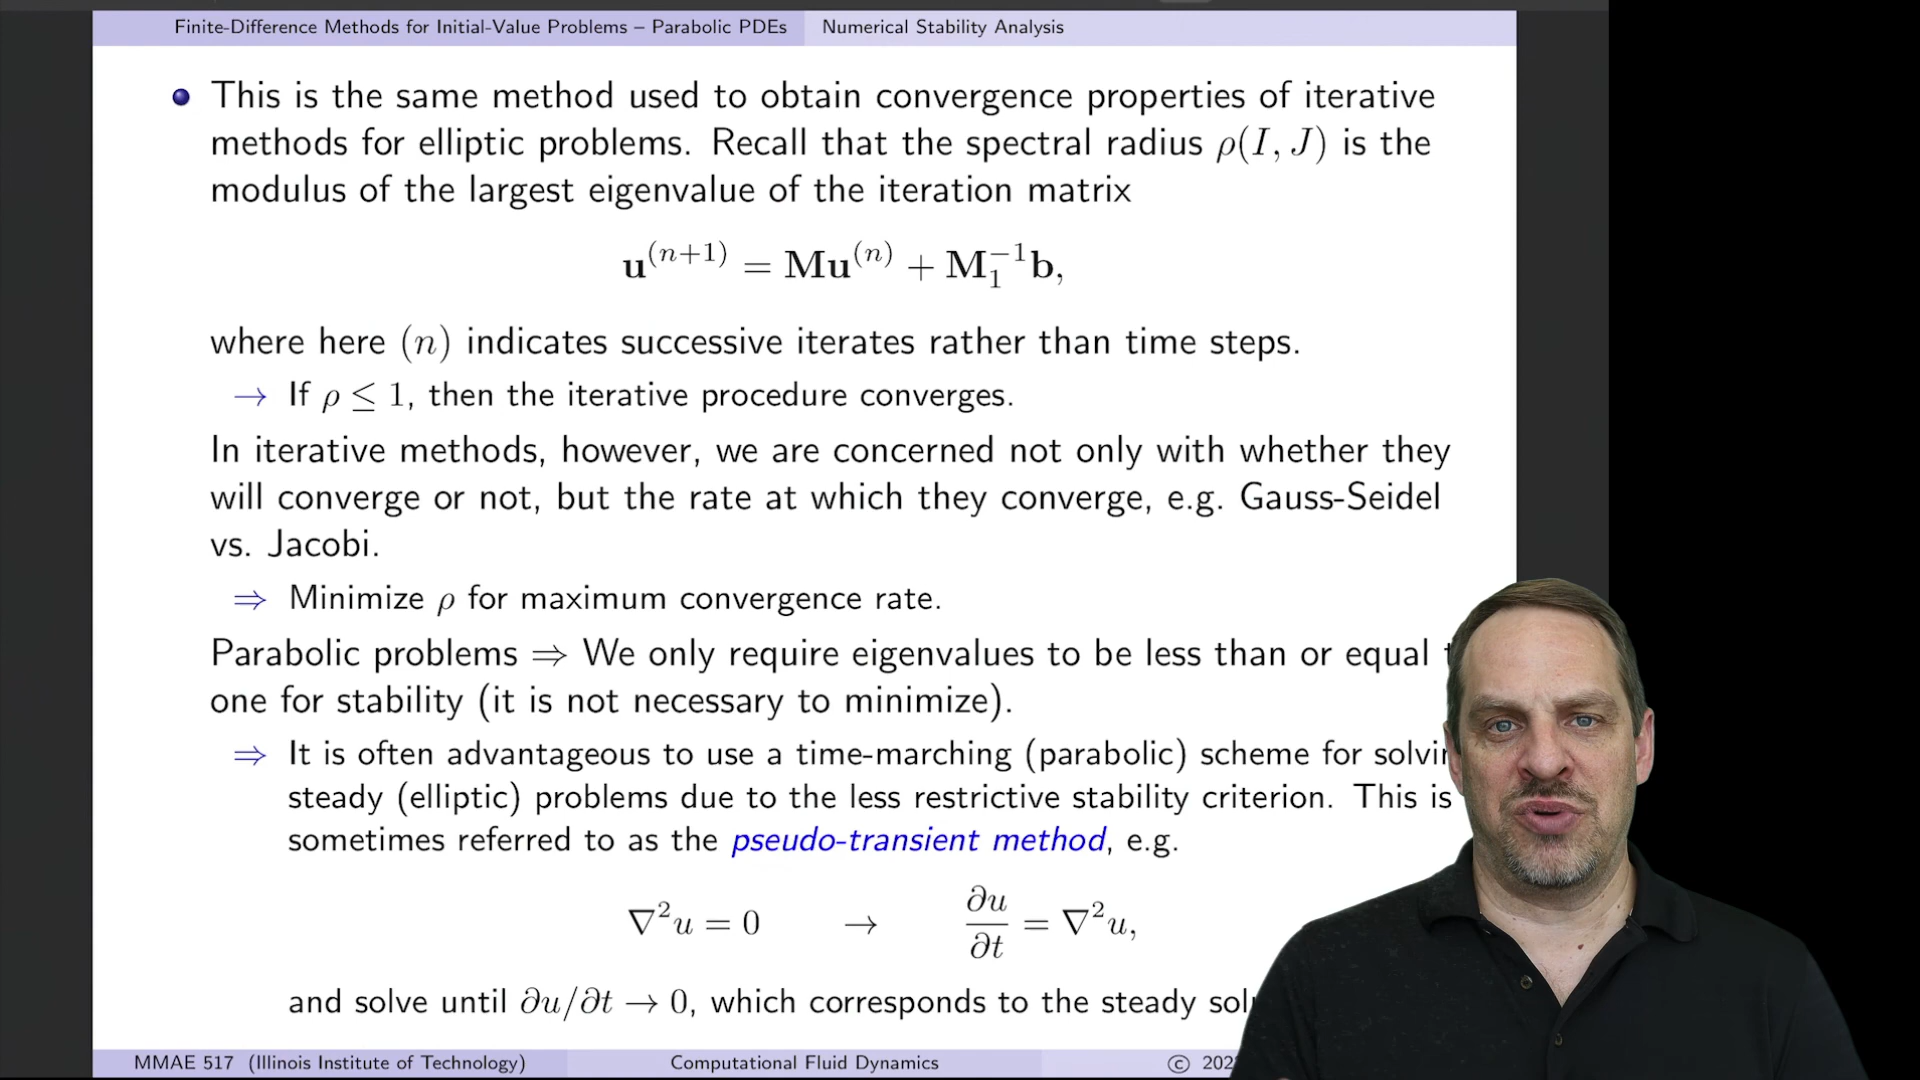 Finite-Difference Methods for Initial-Value Problems – Parabolic PDEs Numerical Stability Analysis
This is the same method used to obtain convergence properties of iterative
methods for elliptic problems. Recall that the spectral radius ρ(I, J) is the
modulus of the largest eigenvalue of the iteration matrix
u^(n+1) = Mu^(n) + M₁⁻¹b,
where here (n) indicates successive iterates rather than time steps.
→ If ρ ≤ 1, then the iterative procedure converges.
In iterative methods, however, we are concerned not only with whether they
will converge or not, but the rate at which they converge, e.g. Gauss-Seidel
vs. Jacobi.
⇒ Minimize ρ for maximum convergence rate.
Parabolic problems ⇒ We only require eigenvalues to be less than or equal
one for stability (it is not necessary to minimize).
⇒ It is often advantageous to use a time-marching (parabolic) scheme for
steady (elliptic) problems due to the less restrictive stability criterion. This is
sometimes referred to as the pseudo-transient method, e.g.
∇²u = 0 → ∂u/∂t = ∇²u,
and solve until ∂u/∂t → 0, which corresponds to the steady
MMAE 517 (Illinois Institute of Technology) Computational Fluid Dynamics ©